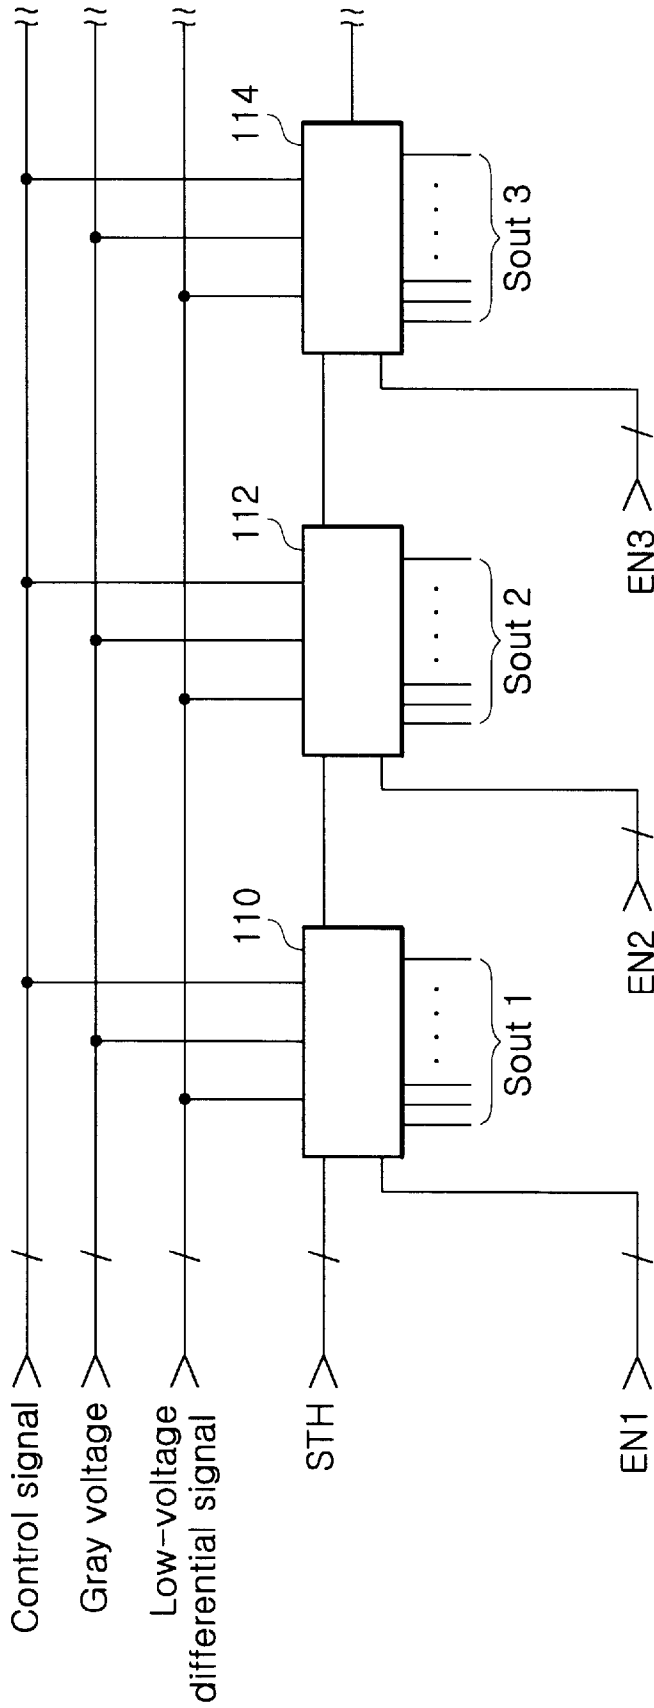 Control signal
Gray voltage
Low-voltage
differential signal
STH
EN1
110
Sout 1
EN2
112
Sout 2
EN3
114
Sout 3